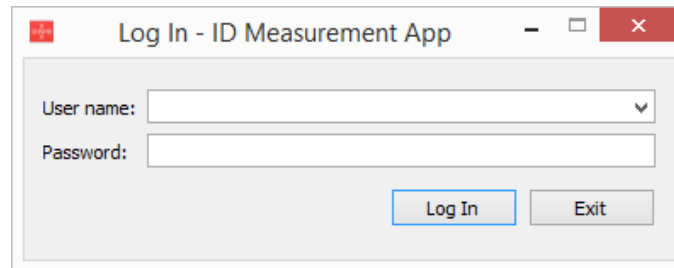 Log In - ID Measurement App
User name:
Password:
Log In Exit